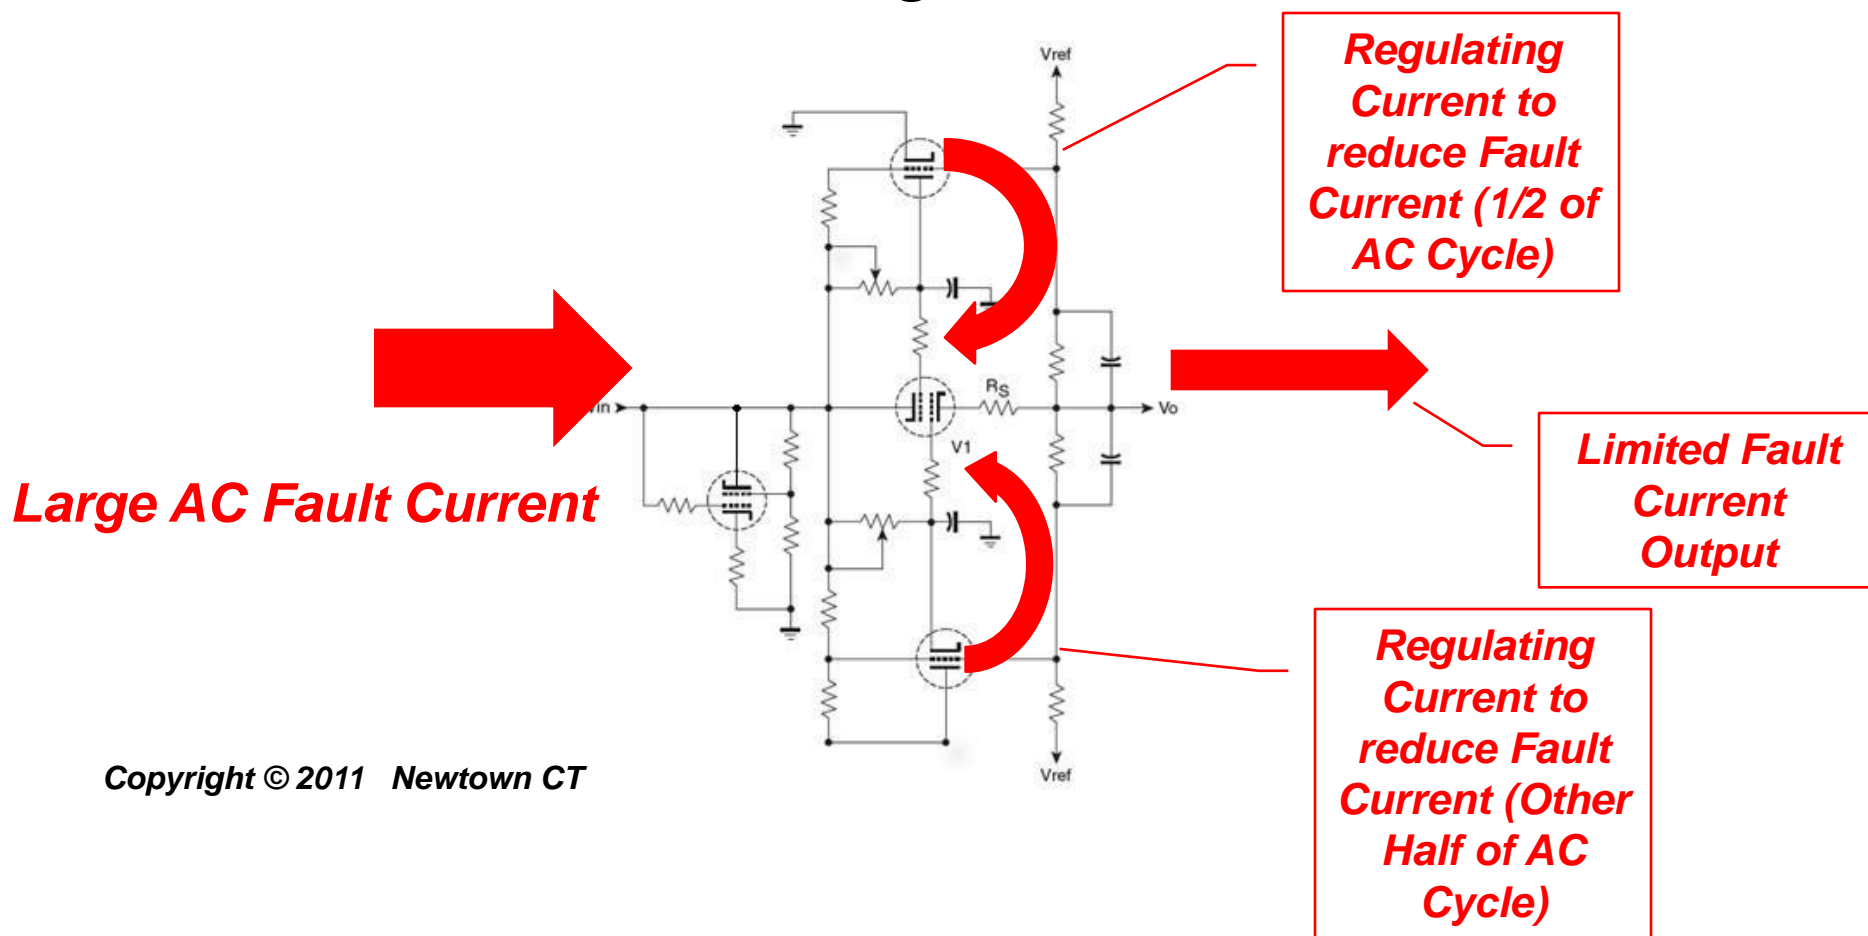 Vref
Regulating
Current to
reduce Fault
Current (1/2 of
AC Cycle)
Large AC Fault Current
RS
Vo
V1
Limited Fault
Current
Output
Regulating
Current to
reduce Fault
Current (Other
Half of AC
Cycle)
Vref
Copyright © 2011 Newtown CT